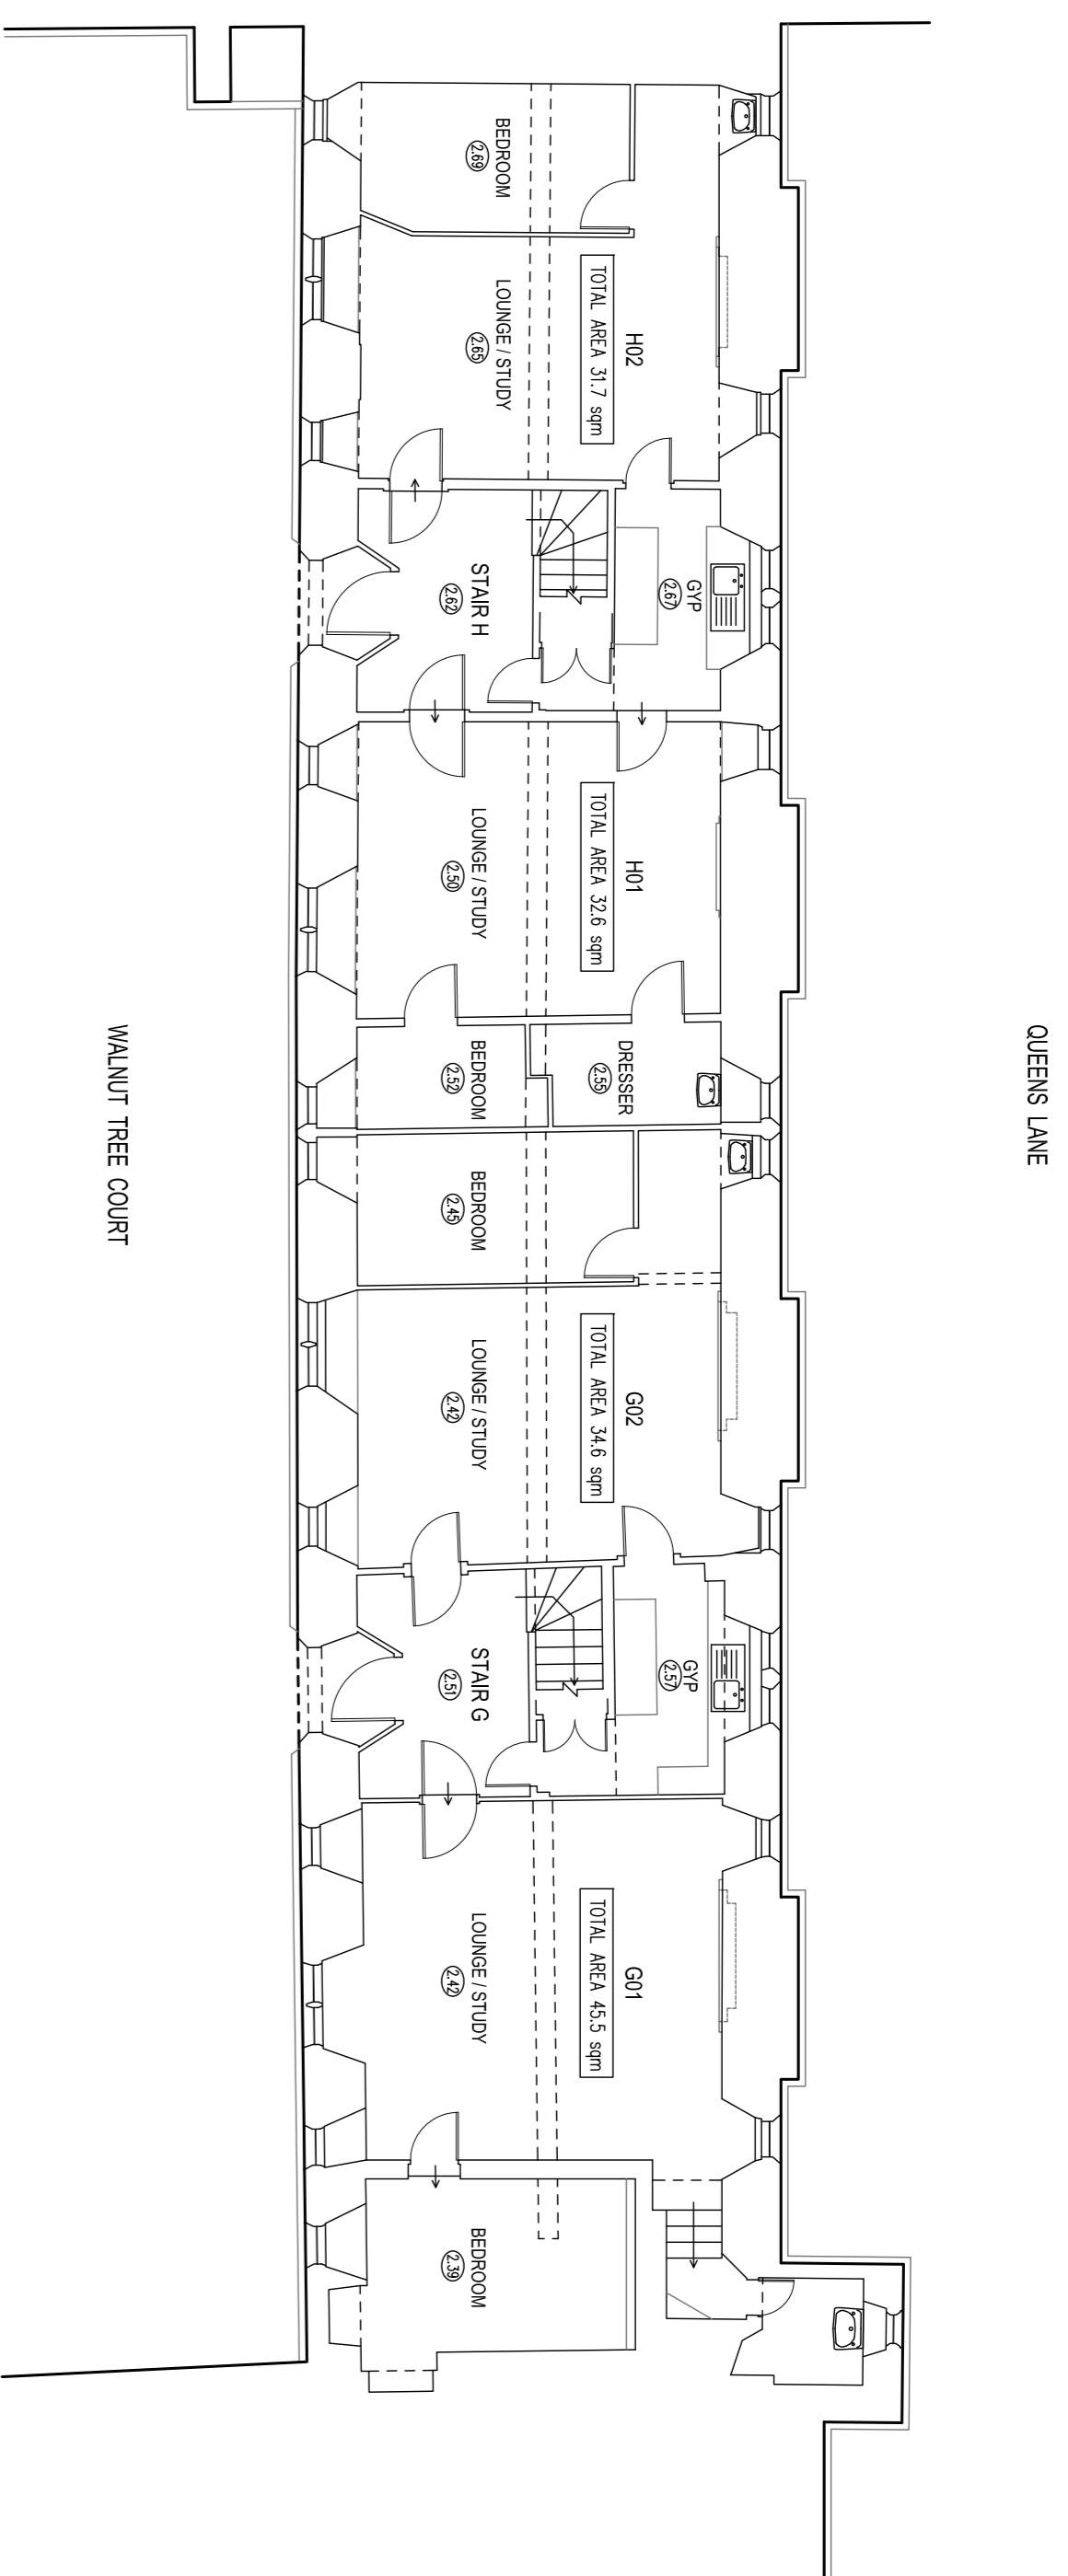 QUEENS LANE
BEDROOM
2.69
H02
TOTAL AREA 31.7 sqm
LOUNGE / STUDY
2.65
GYP
2.67
STAIR H
2.62
H01
TOTAL AREA 32.6 sqm
LOUNGE / STUDY
2.50
DRESSER
2.55
BEDROOM
2.52
BEDROOM
2.45
G02
TOTAL AREA 34.6 sqm
LOUNGE / STUDY
2.42
GYP
2.57
STAIR G
2.51
G01
TOTAL AREA 45.5 sqm
LOUNGE / STUDY
2.42
BEDROOM
2.39
WALNUT TREE COURT